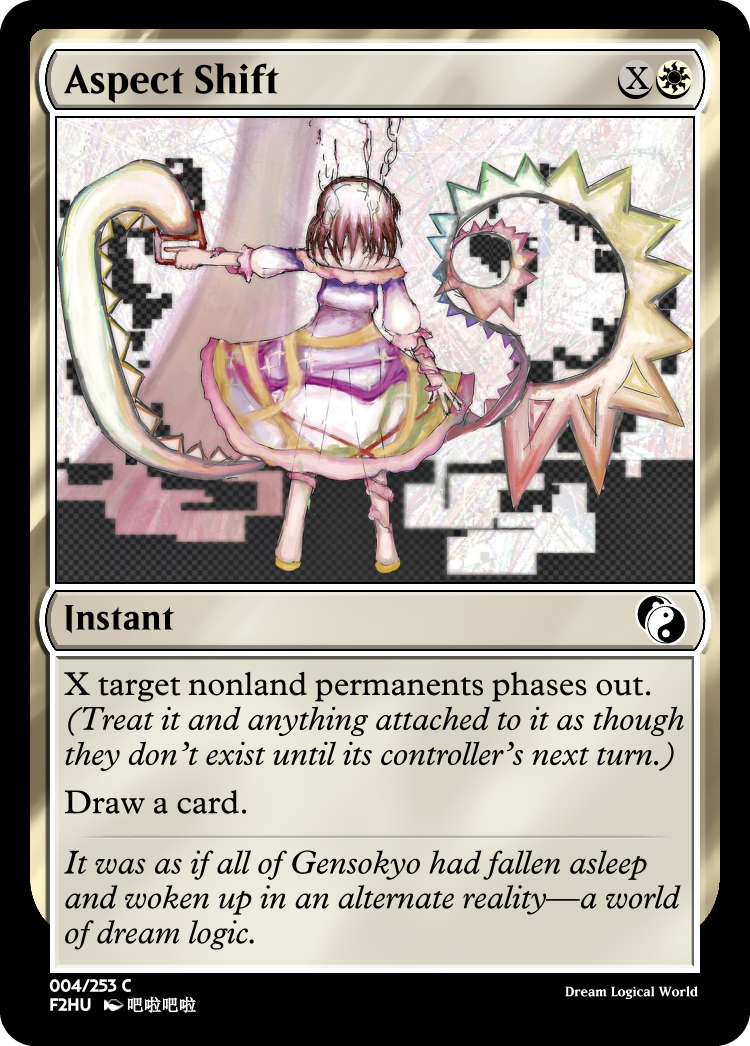 Aspect Shift X
Instant
X target nonland permanents phases out.
(Treat it and anything attached to it as though
they don't exist until its controller's next turn.)
Draw a card.
It was as if all of Gensokyo had fallen asleep
and woken up in an alternate reality—a world
of dream logic.
004/253 C
F2HU 吧啦吧啦
Dream Logical World